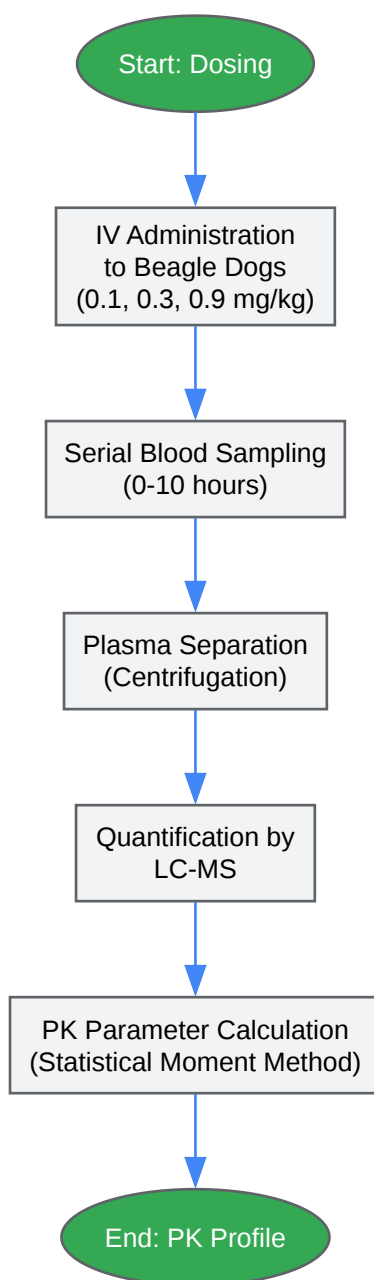 Start: Dosing
IV Administration
to Beagle Dogs
(0.1, 0.3, 0.9 mg/kg)
Serial Blood Sampling
(0-10 hours)
Plasma Separation
(Centrifugation)
Quantification by
LC-MS
PK Parameter Calculation
(Statistical Moment Method)
End: PK Profile